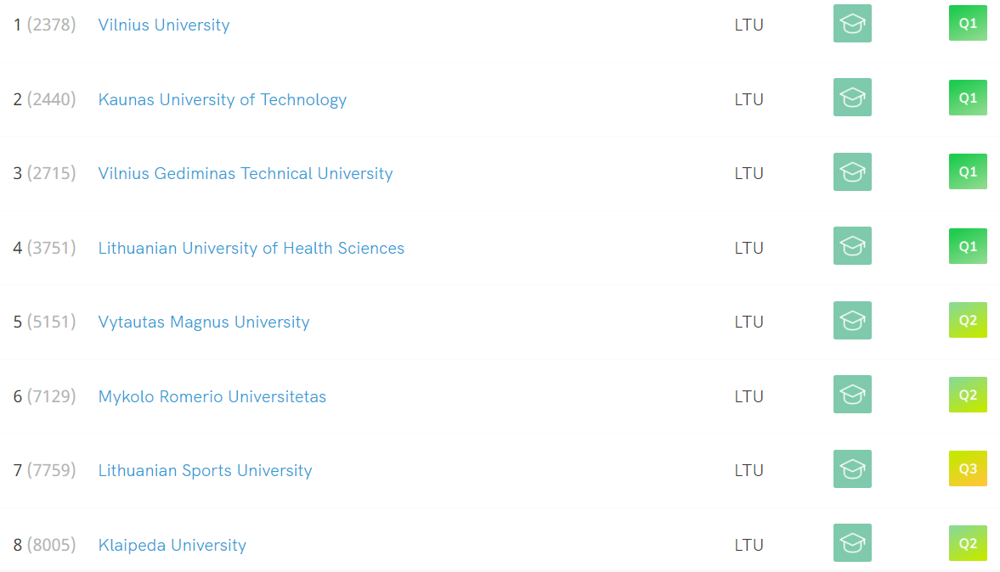 1 (2378) Vilnius University LTU Q1
2 (2440) Kaunas University of Technology LTU Q1
3 (2715) Vilnius Gediminas Technical University LTU Q1
4 (3751) Lithuanian University of Health Sciences LTU Q1
5 (5151) Vytautas Magnus University LTU Q2
6 (7129) Mykolo Romerio Universitetas LTU Q2
7 (7759) Lithuanian Sports University LTU Q3
8 (8005) Klaipeda University LTU Q2